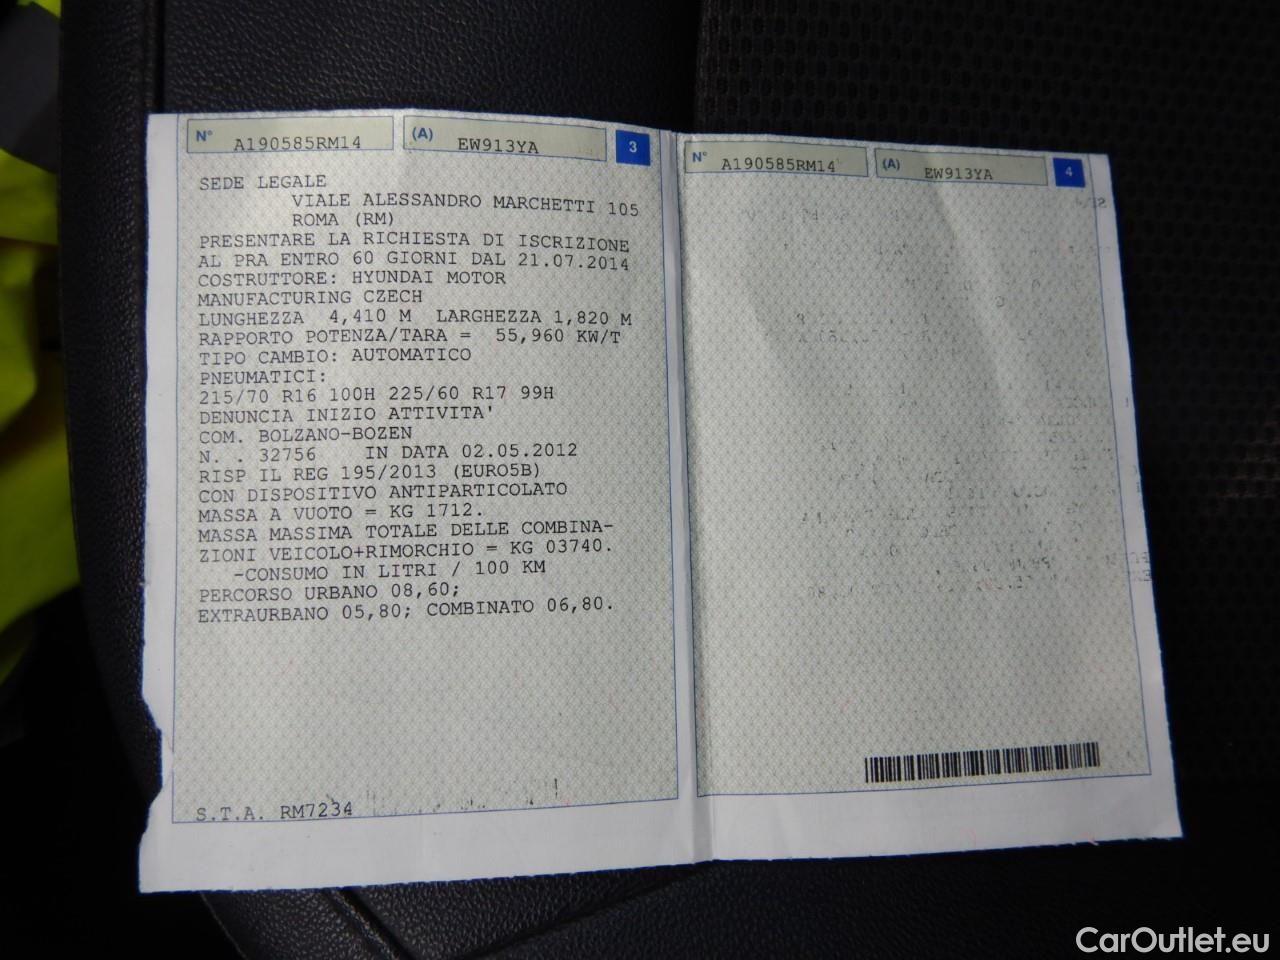 N° A190585RM14 (A) EW913YA 3
SEDE LEGALE
VIALE ALESSANDRO MARCHETTI 105
ROMA (RM)
PRESENTARE LA RICHIESTA DI ISCRIZIONE
AL PRA ENTRO 60 GIORNI DAL 21.07.2014
COSTRUTTORE: HYUNDAI MOTOR
MANUFACTURING CZECH
LUNGHEZZA 4,410 M LARGHEZZA 1,820 M
RAPPORTO POTENZA/TARA = 55,960 KW/T
TIPO CAMBIO: AUTOMATICO
PNEUMATICI:
215/70 R16 100H 225/60 R17 99H
DENUNCIA INIZIO ATTIVITA'
COM. BOLZANO-BOZEN
N. . 32756 IN DATA 02.05.2012
RISP IL REG 195/2013 (EURO5B)
CON DISPOSITIVO ANTIPARTICOLATO
MASSA A VUOTO = KG 1712.
MASSA MASSIMA TOTALE DELLE COMBINA-
ZIONI VEICOLO+RIMORCHIO = KG 03740.
-CONSUMO IN LITRI / 100 KM
PERCORSO URBANO 08,60;
EXTRAURBANO 05,80; COMBINATO 06,80.
S.T.A. RM7234
N° A190585RM14 (A) EW913YA 4
CarOutlet.eu